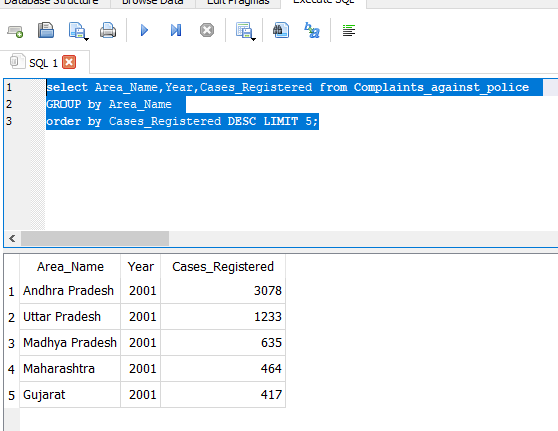 Database Structure Browse Data Edit Pragmas Execute SQL
SQL 1
1 select Area_Name,Year,Cases_Registered from Complaints_against_police
2 GROUP by Area_Name
3 order by Cases_Registered DESC LIMIT 5;
Area_Name Year Cases_Registered
1 Andhra Pradesh 2001 3078
2 Uttar Pradesh 2001 1233
3 Madhya Pradesh 2001 635
4 Maharashtra 2001 464
5 Gujarat 2001 417